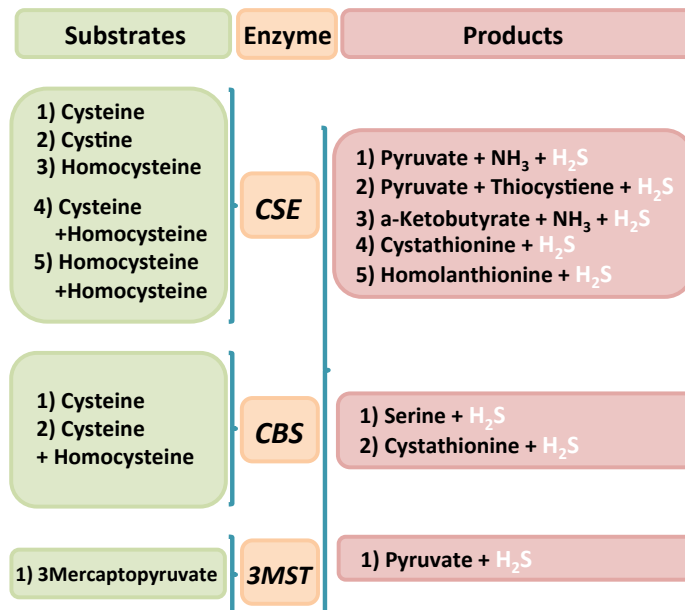 Substrates
Enzyme
Products
1) Cysteine
2) Cystine
3) Homocysteine
4) Cysteine
+Homocysteine
5) Homocysteine
+Homocysteine
CSE
1) Pyruvate + NH₃ + H₂S
2) Pyruvate + Thiocystiene + H₂S
3) a-Ketobutyrate + NH₃ + H₂S
4) Cystathionine + H₂S
5) Homolanthionine + H₂S
1) Cysteine
2) Cysteine
+ Homocysteine
CBS
1) Serine + H₂S
2) Cystathionine + H₂S
1) 3Mercaptopyruvate
3MST
1) Pyruvate + H₂S